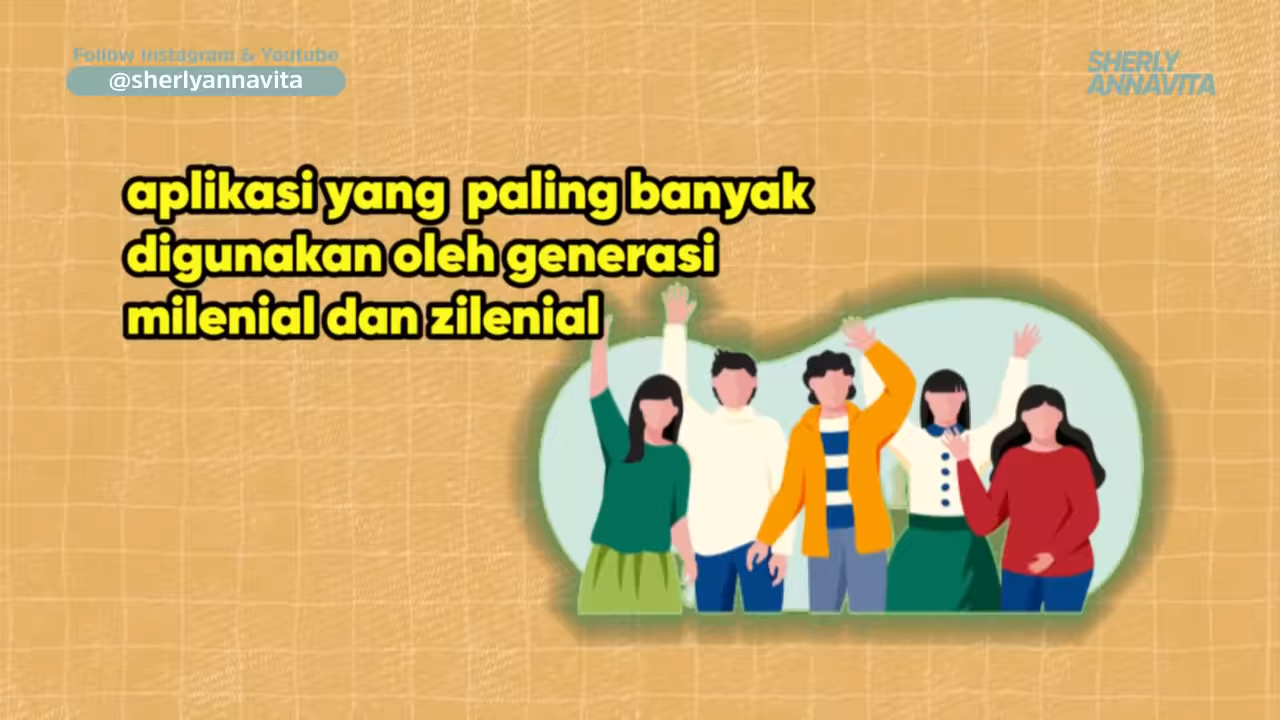 Follow Instagram & Youtube
@sherlyannavita
SHERLY
ANNAVITA
aplikasi yang paling banyak
digunakan oleh generasi
milenial dan zilenial